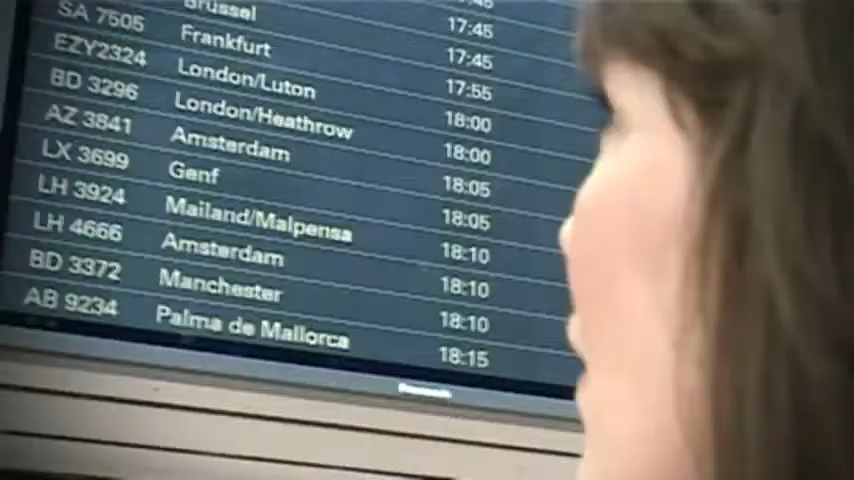 17:45
Brüssel 17:45
SA 7505 Frankfurt 17:55
EZY2324 London/Luton 18:00
BD 3296 London/Heathrow 18:00
AZ 3841 Amsterdam 18:05
LX 3699 Genf 18:05
LH 3924 Mailand/Malpensa 18:10
LH 4666 Amsterdam 18:10
BD 3372 Manchester 18:10
AB 9234 Palma de Mallorca 18:15